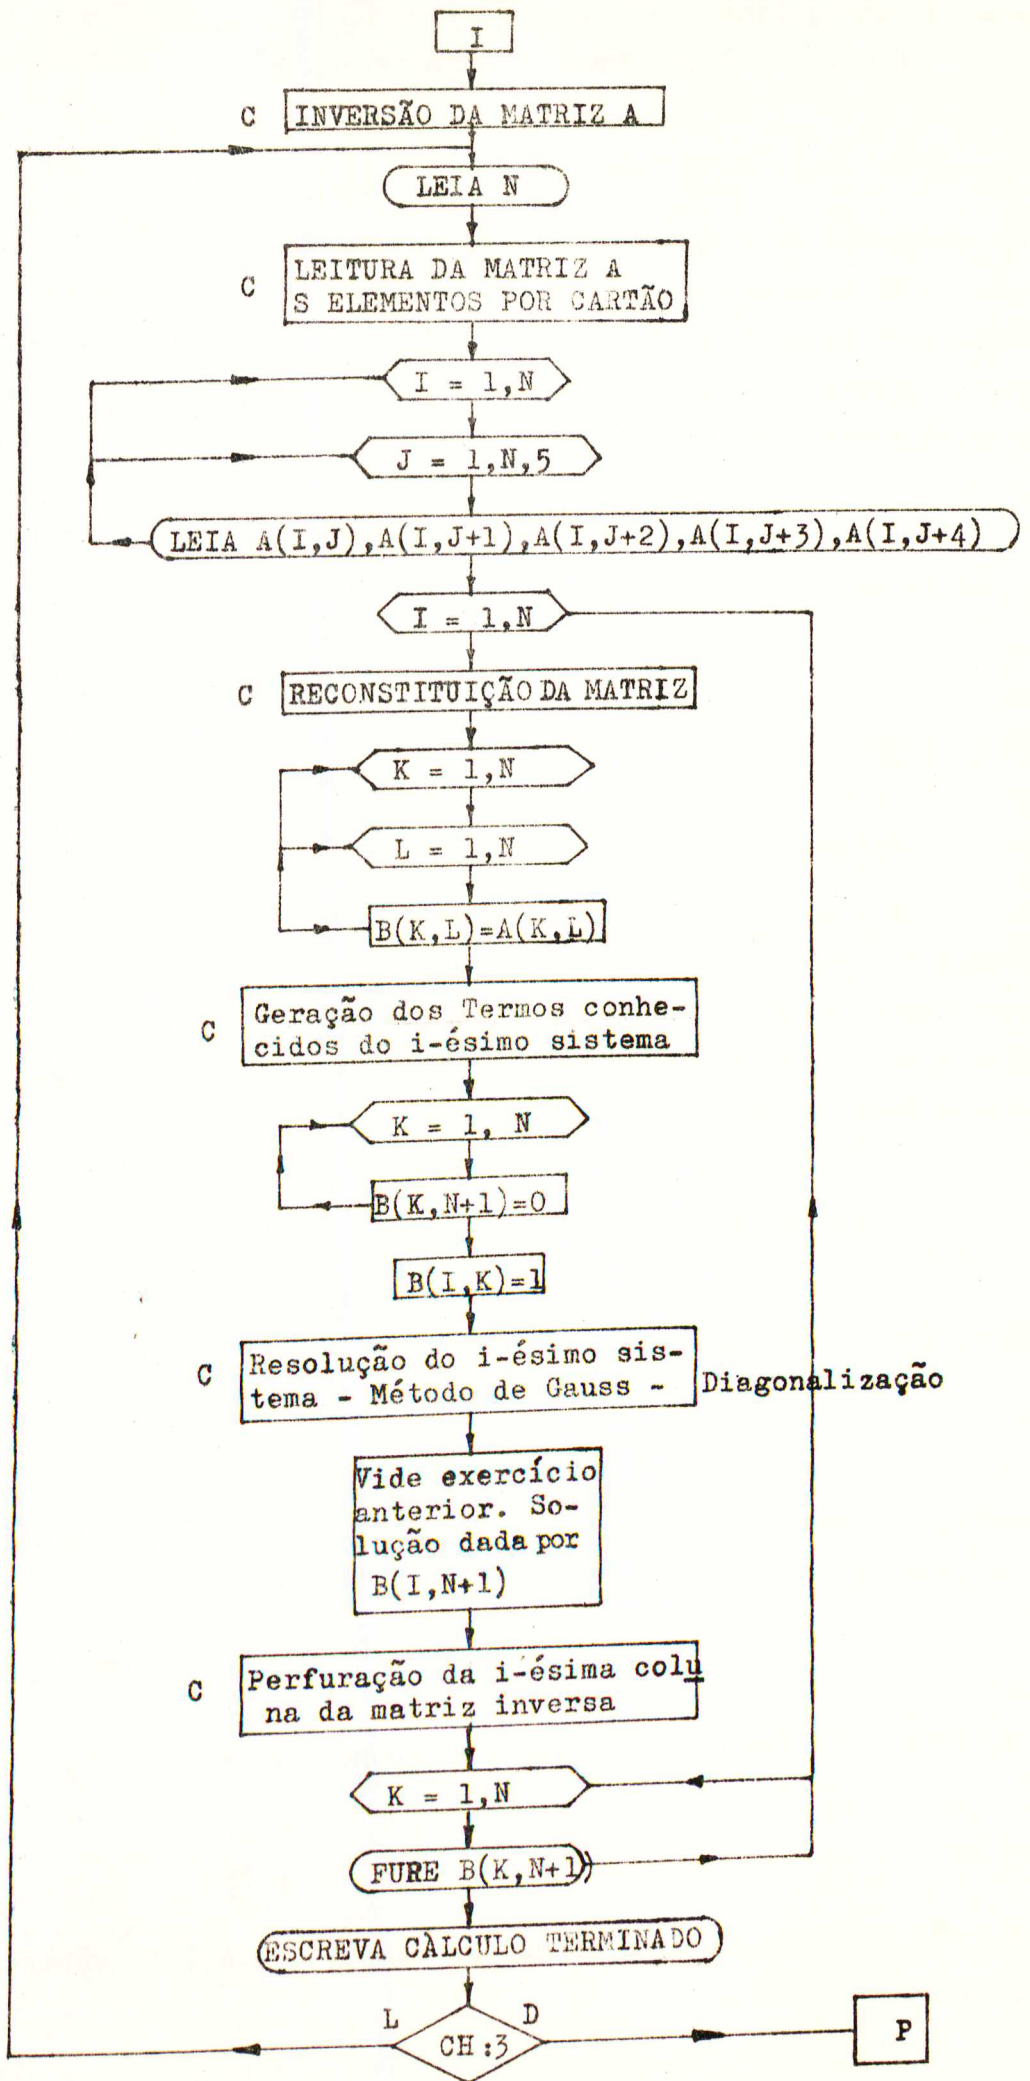 I
C INVERSÃO DA MATRIZ A
LEIA N
C LEITURA DA MATRIZ A
S ELEMENTOS POR CARTÃO
I = 1,N
J = 1,N,5
LEIA A(I,J),A(I,J+1),A(I,J+2),A(I,J+3),A(I,J+4)
I = 1,N
C RECONSTITUIÇÃO DA MATRIZ
K = 1,N
L = 1,N
B(K,L)=A(K,L)
C Geração dos Termos conhe-
cidos do i-ésimo sistema
K = 1, N
B(K,N+1)=0
B(I,K)=1
C Resolução do i-ésimo sis-
tema - Método de Gauss - Diagonalização
Vide exercício
anterior. So-
lução dada por
B(I,N+1)
C Perfuração da i-ésima colu
na da matriz inversa
K = 1,N
FURE B(K,N+1)
ESCREVA CÀLCULO TERMINADO
L D
CH:3 P